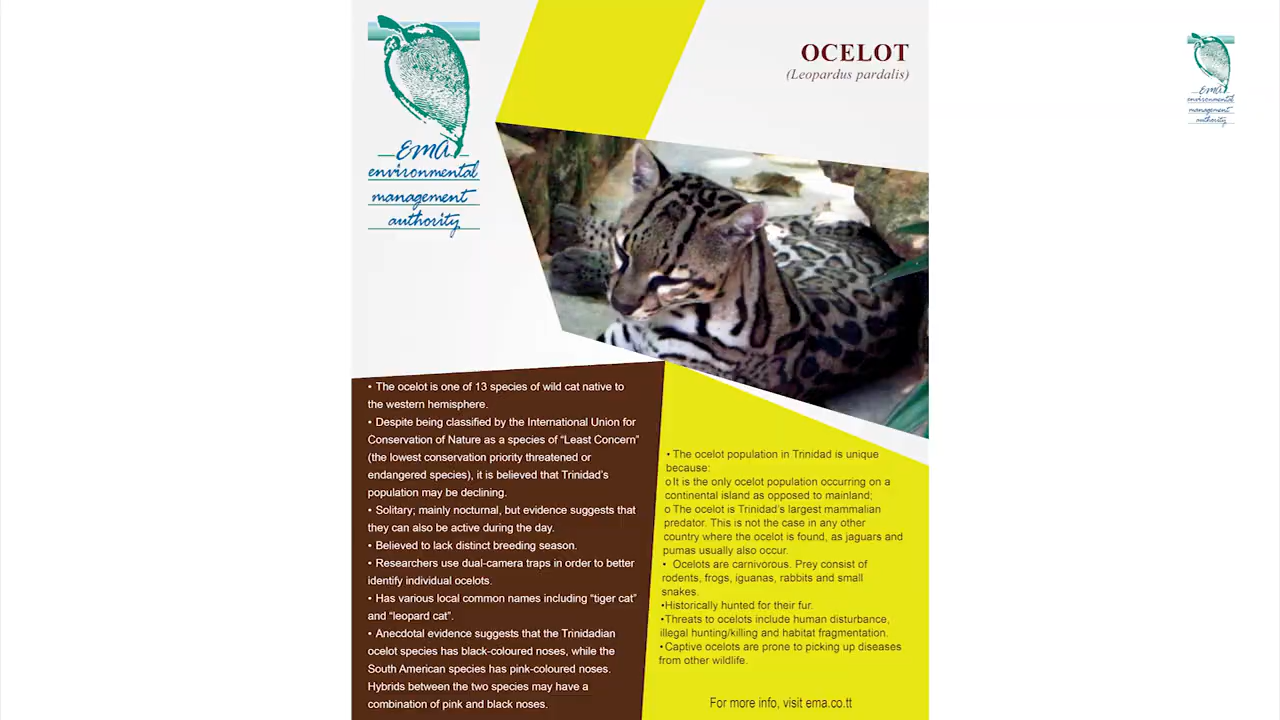 EMA
environmental
management
authority
OCELOT
(Leopardus pardalis)
EMA
environmental
management
authority
• The ocelot is one of 13 species of wild cat native to
the western hemisphere.
• Despite being classified by the International Union for
Conservation of Nature as a species of “Least Concern”
(the lowest conservation priority threatened or
endangered species), it is believed that Trinidad’s
population may be declining.
• Solitary; mainly nocturnal, but evidence suggests that
they can also be active during the day.
• Believed to lack distinct breeding season.
• Researchers use dual-camera traps in order to better
identify individual ocelots.
• Has various local common names including “tiger cat”
and “leopard cat”.
• Anecdotal evidence suggests that the Trinidadian
ocelot species has black-coloured noses, while the
South American species has pink-coloured noses.
Hybrids between the two species may have a
combination of pink and black noses.
• The ocelot population in Trinidad is unique
because:
o It is the only ocelot population occurring on a
continental island as opposed to mainland;
o The ocelot is Trinidad’s largest mammalian
predator. This is not the case in any other
country where the ocelot is found, as jaguars and
pumas usually also occur.
• Ocelots are carnivorous. Prey consist of
rodents, frogs, iguanas, rabbits and small
snakes.
•Historically hunted for their fur.
•Threats to ocelots include human disturbance,
illegal hunting/killing and habitat fragmentation.
•Captive ocelots are prone to picking up diseases
from other wildlife.
For more info, visit ema.co.tt